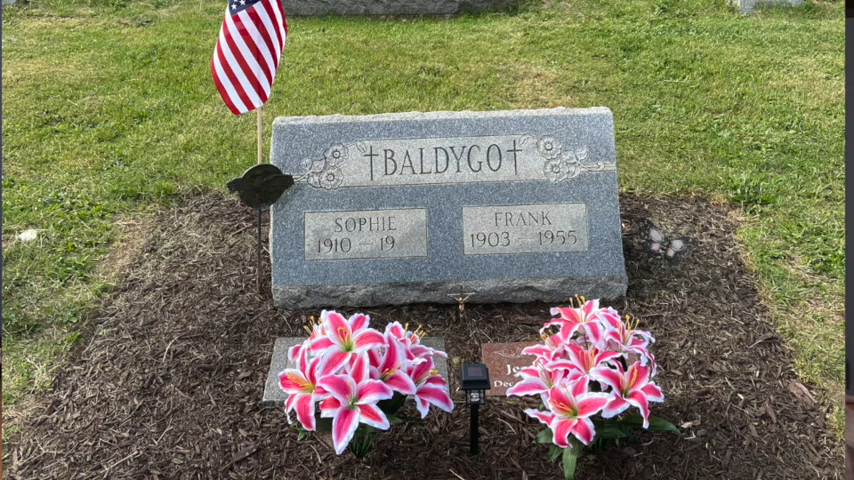 BALDYGO
SOPHIE
1910 — 19
FRANK
1903 — 1955